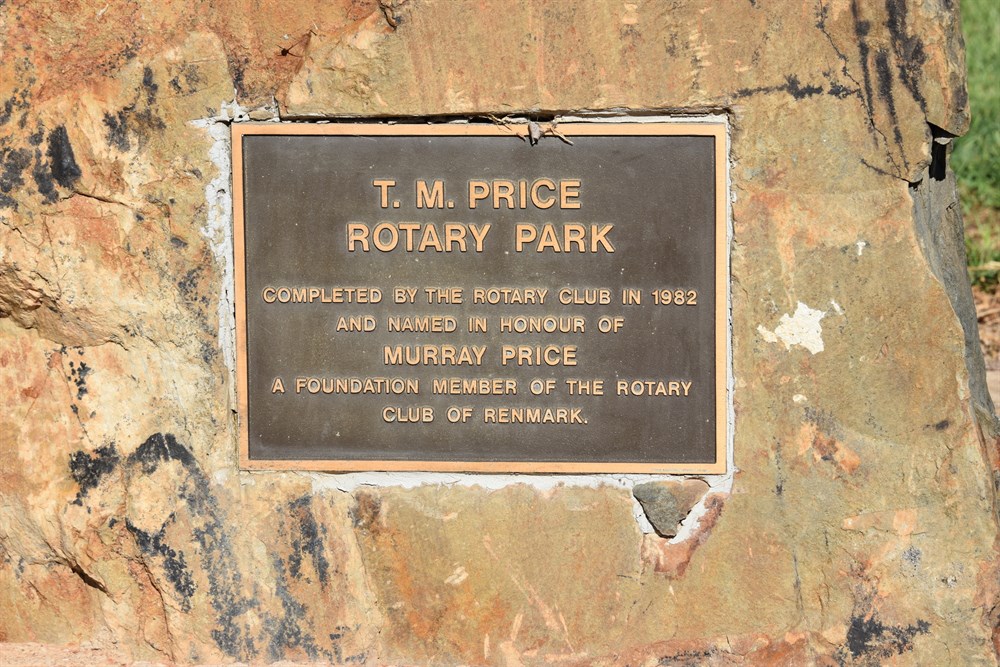 T. M. PRICE
ROTARY PARK
COMPLETED BY THE ROTARY CLUB IN 1982
AND NAMED IN HONOUR OF
MURRAY PRICE
A FOUNDATION MEMBER OF THE ROTARY
CLUB OF RENMARK.